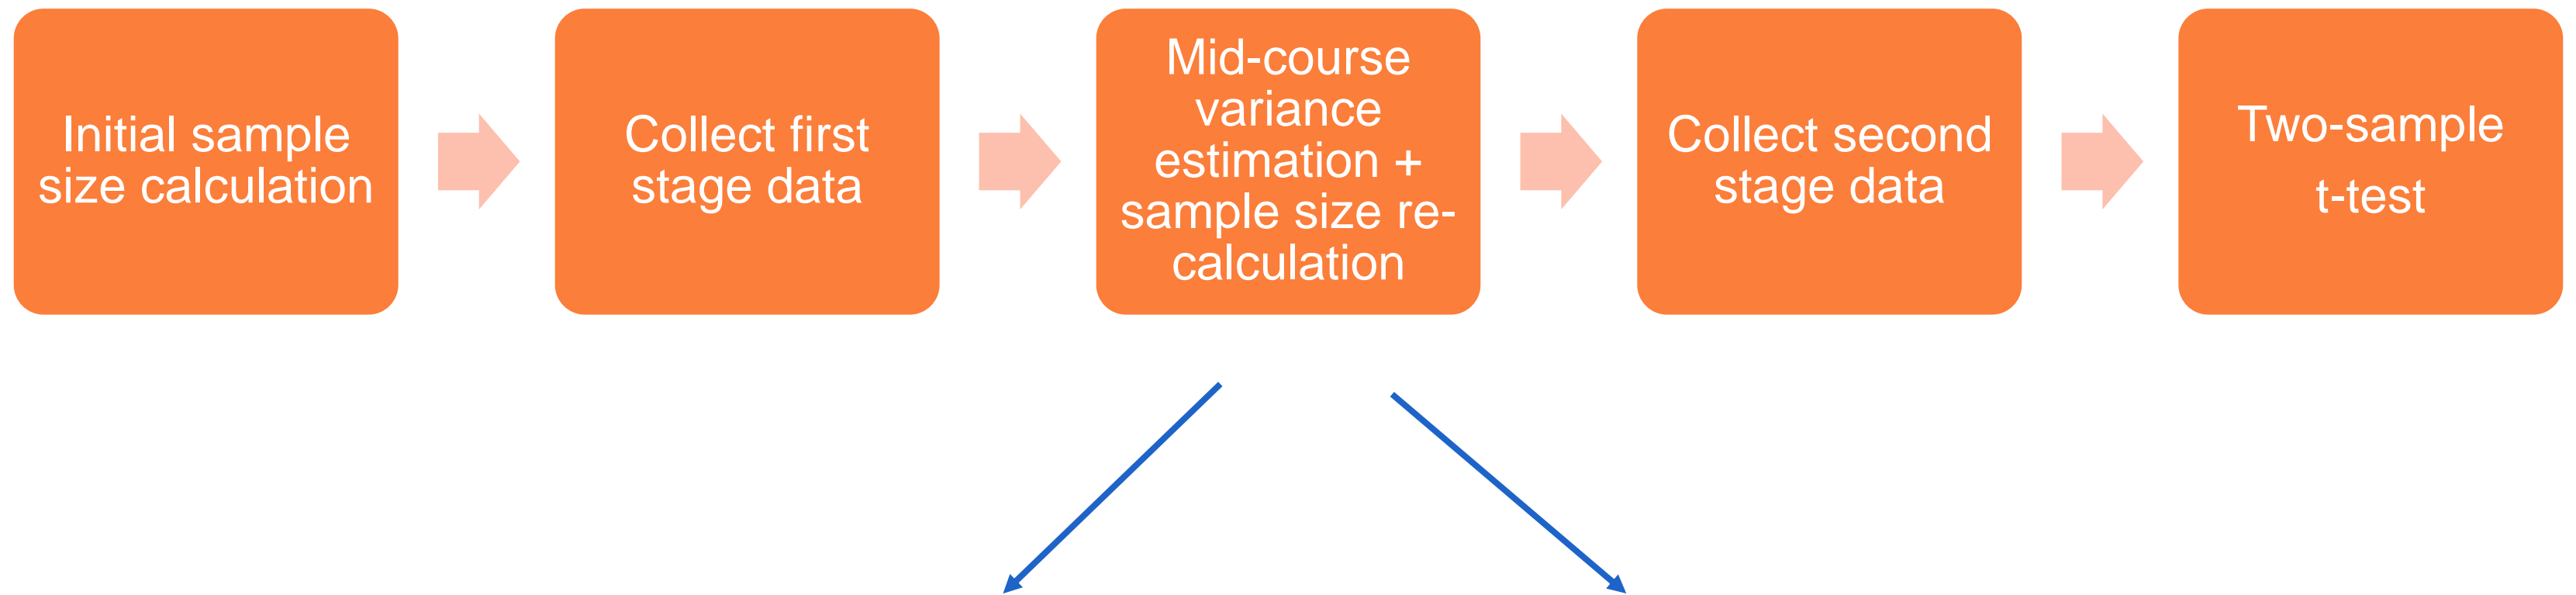 Initial sample
size calculation
Collect first
stage data
Mid-course
variance
estimation +
sample size re-
calculation
Collect second
stage data
Two-sample
t-test